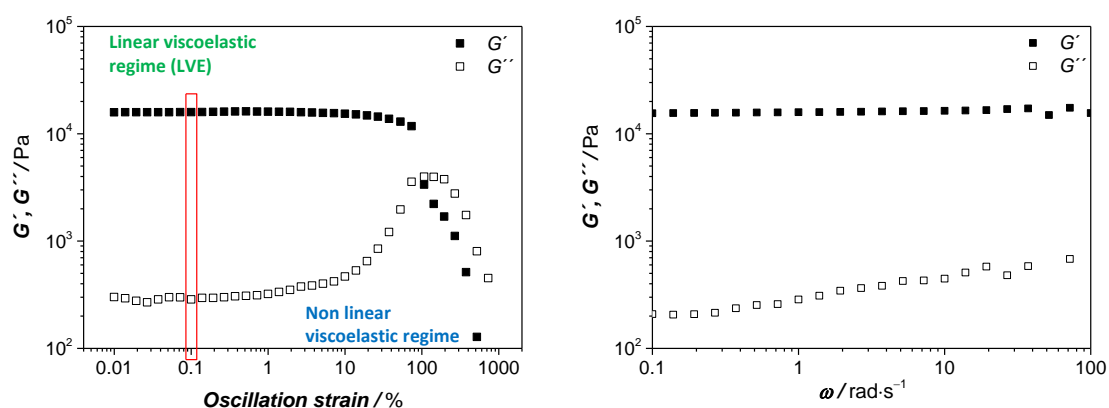 10⁵
10⁴
10³
10²
G´, G´´/Pa
Linear viscoelastic
regime (LVE)
G´
G´´
Non linear
viscoelastic regime
0.01
0.1
1
10
100
1000
Oscillation strain / %
10⁵
10⁴
10³
10²
G´, G´´/Pa
G´
G´´
0.1
1
10
100
ω / rad·s⁻¹